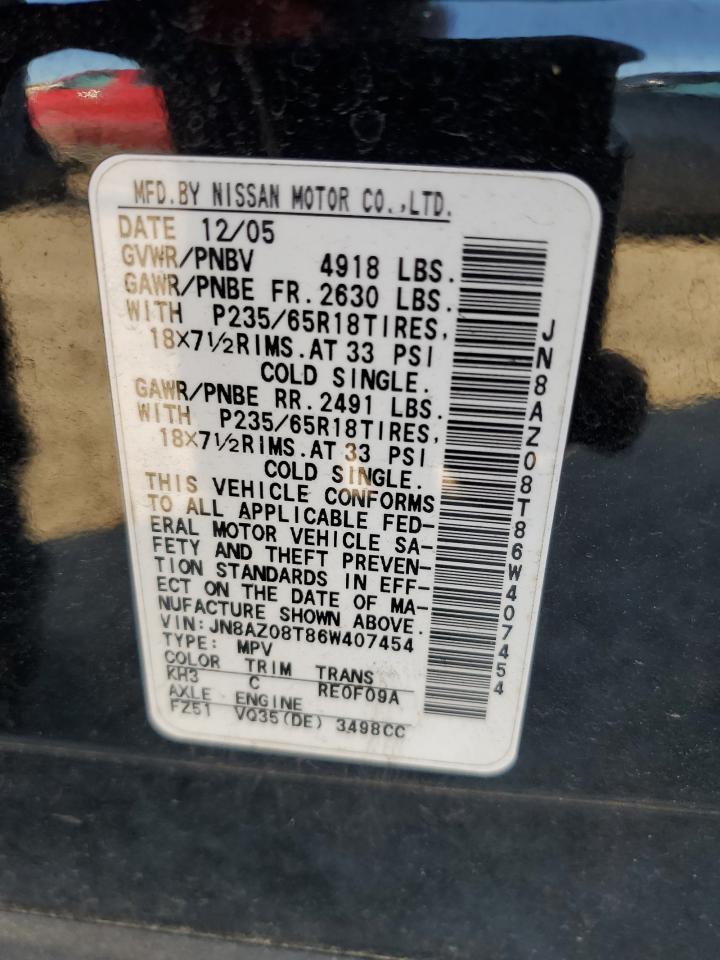 MFD.BY NISSAN MOTOR CO.,LTD.
DATE 12/05
GVWR/PNBV 4918 LBS.
GAWR/PNBE FR. 2630 LBS.
WITH P235/65R18TIRES,
18×7½RIMS.AT 33 PSI
COLD SINGLE.
GAWR/PNBE RR. 2491 LBS.
WITH P235/65R18TIRES,
18×7½RIMS.AT 33 PSI
COLD SINGLE.
THIS VEHICLE CONFORMS
TO ALL APPLICABLE FED-
ERAL MOTOR VEHICLE SA-
FETY AND THEFT PREVEN-
TION STANDARDS IN EFF-
ECT ON THE DATE OF MA-
NUFACTURE SHOWN ABOVE.
VIN:JN8AZ08T86W407454
TYPE: MPV
COLOR TRIM TRANS
KH3 C RE0F09A
AXLE ENGINE
FZ51 VQ35(DE) 3498CC
JN8AZ08T86W407454